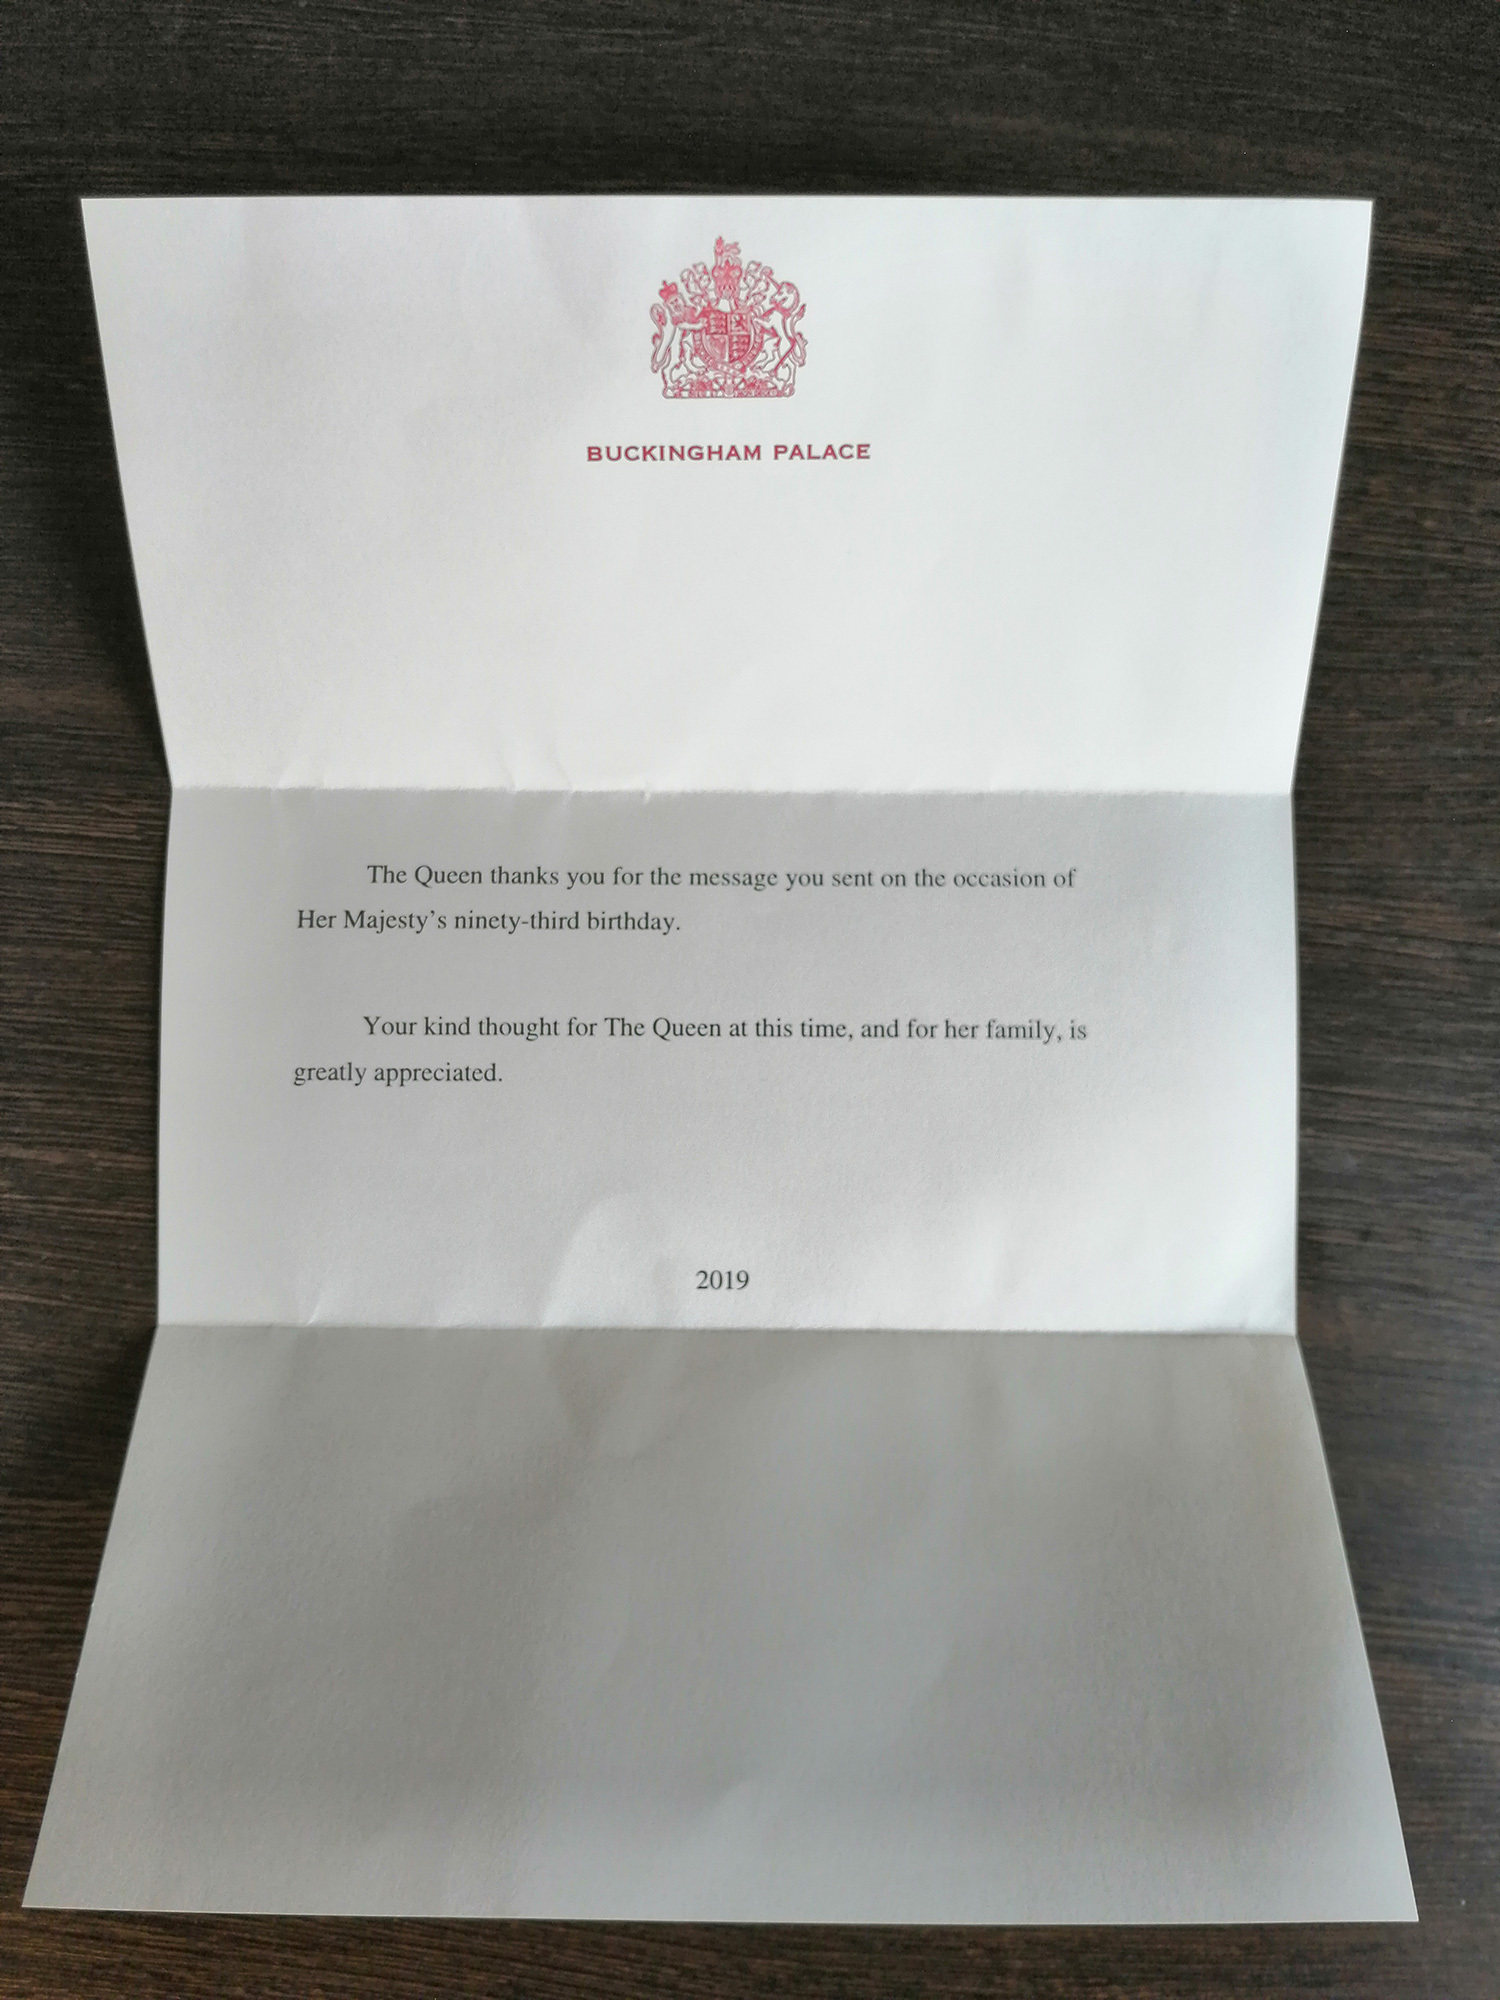 BUCKINGHAM PALACE
The Queen thanks you for the message you sent on the occasion of
Her Majesty’s ninety-third birthday.
Your kind thought for The Queen at this time, and for her family, is
greatly appreciated.
2019